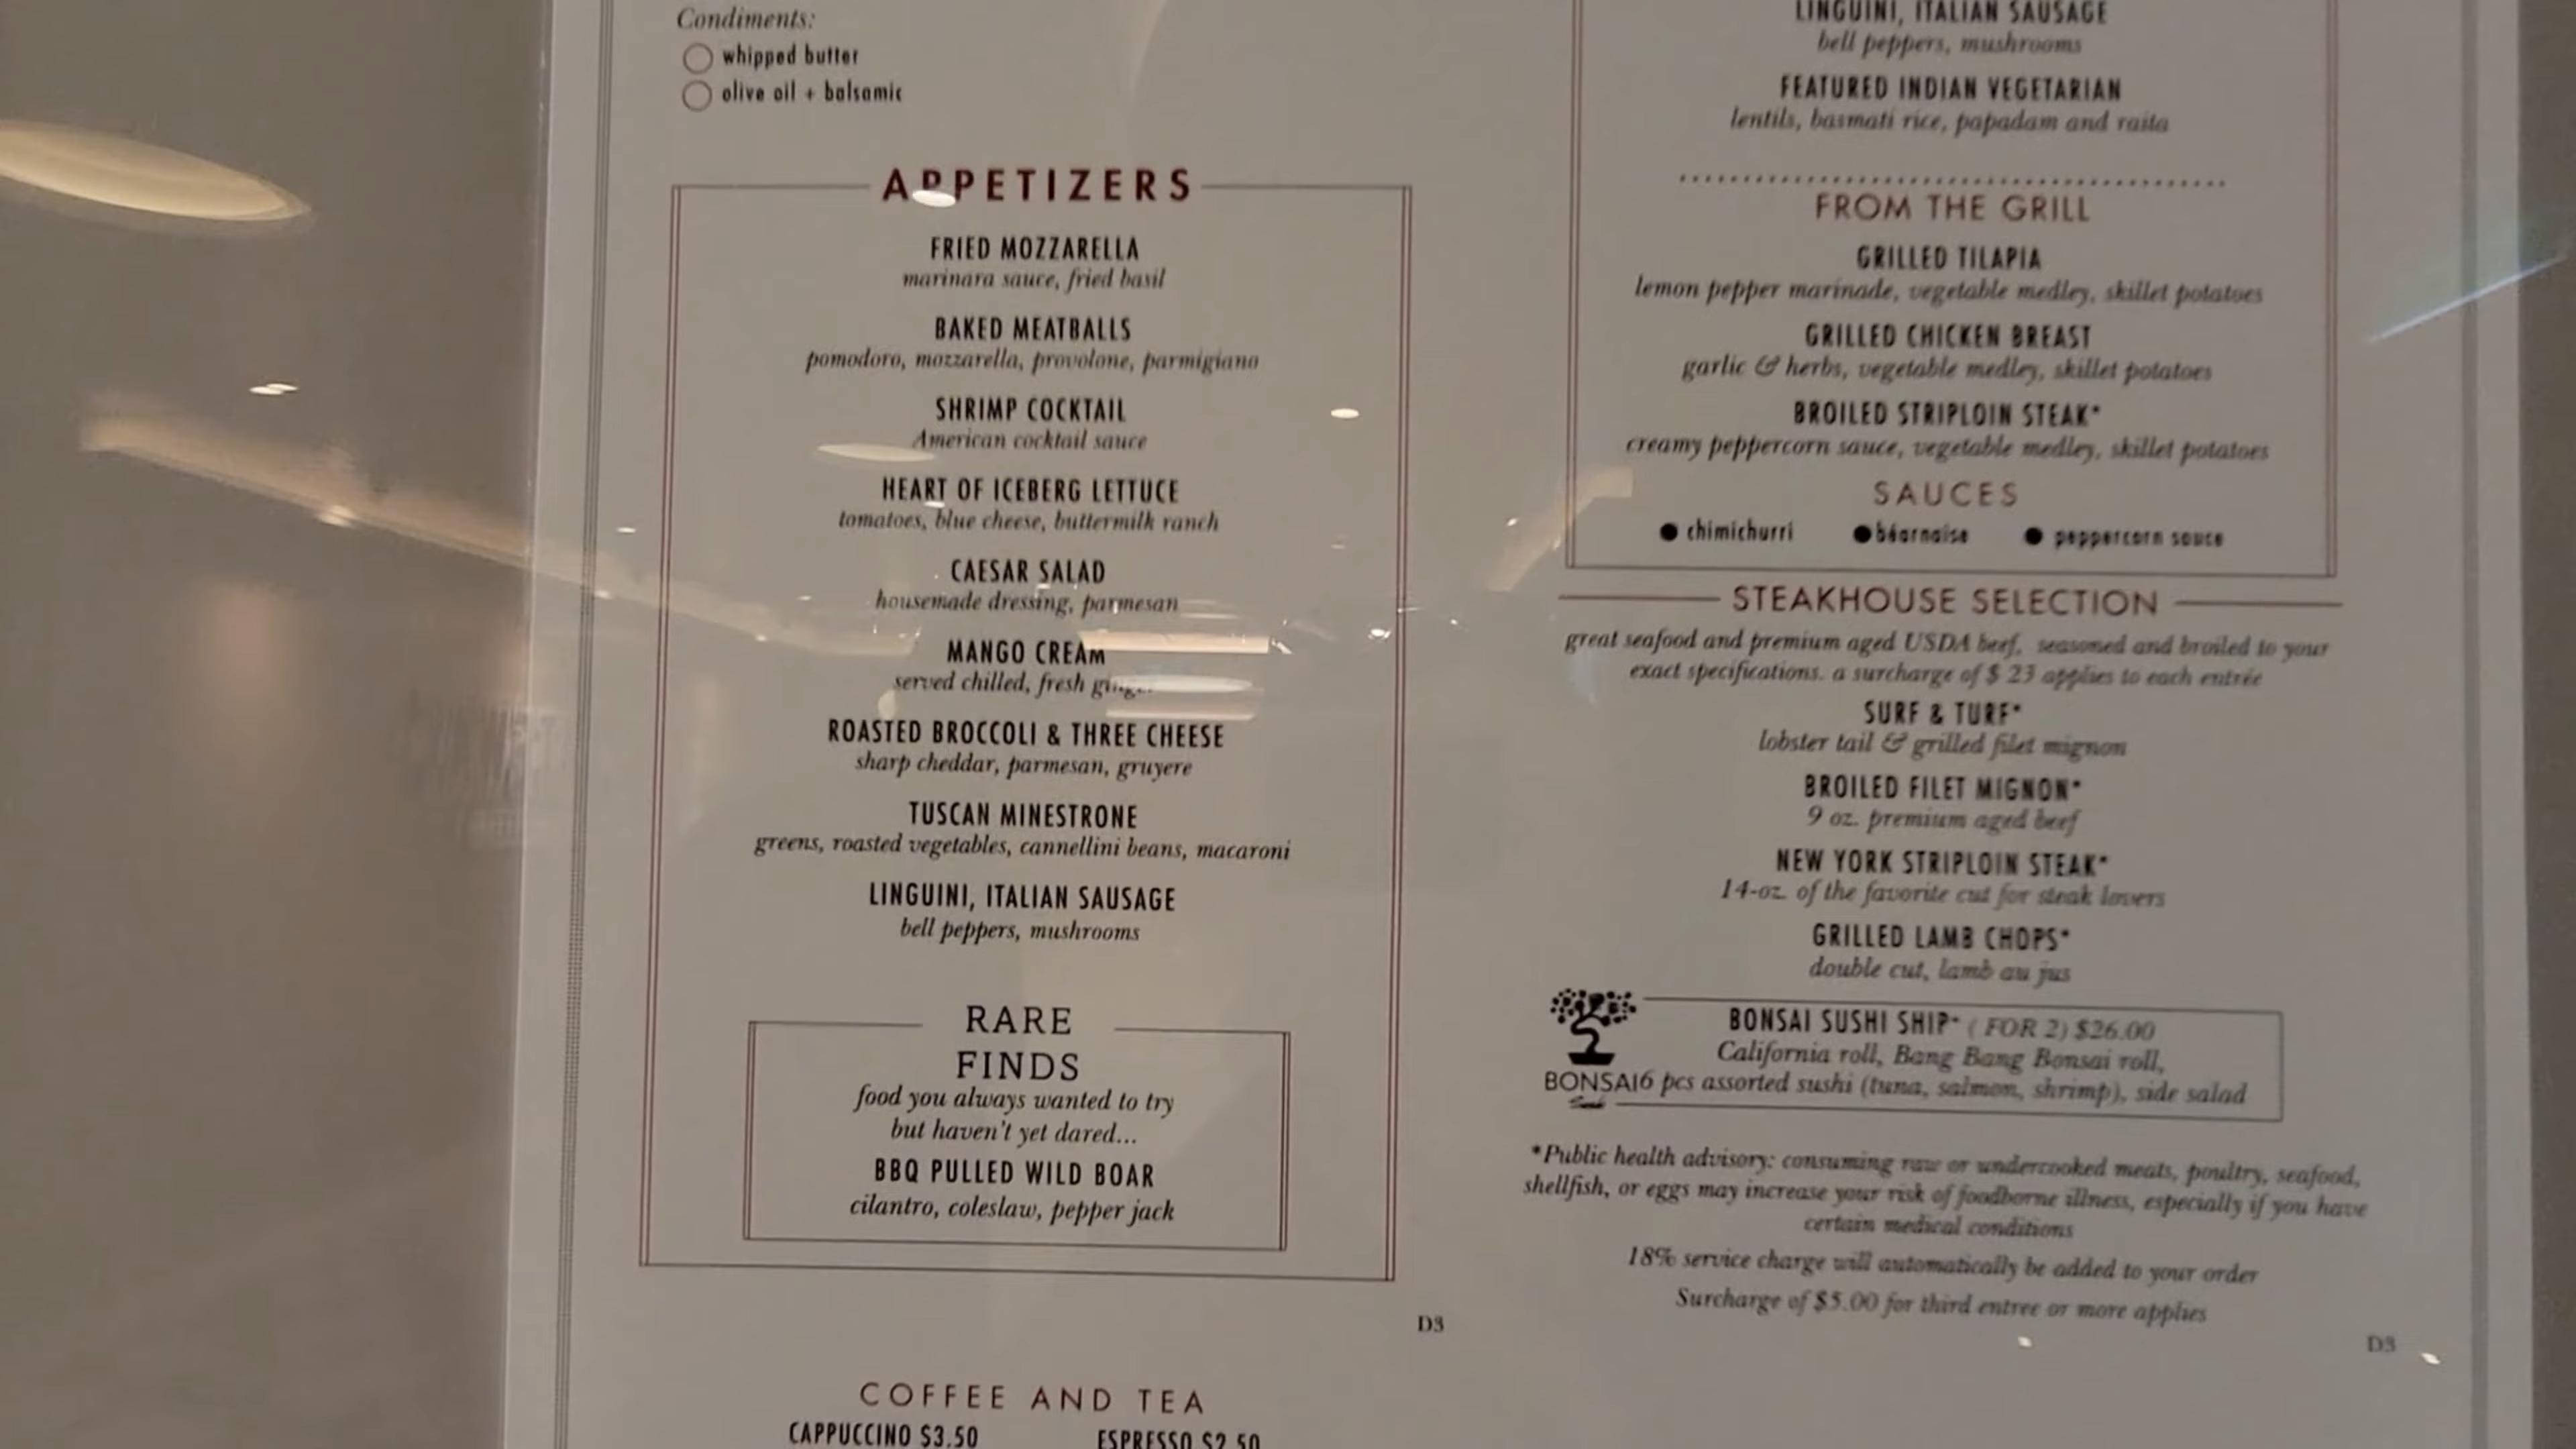 Condiments:
whipped butter
olive oil + balsamic
APPETIZERS
FRIED MOZZARELLA
marinara sauce, fried basil
BAKED MEATBALLS
pomodoro, mozzarella, provolone, parmigiano
SHRIMP COCKTAIL
American cocktail sauce
HEART OF ICEBERG LETTUCE
tomatoes, blue cheese, buttermilk ranch
CAESAR SALAD
housemade dressing, parmesan
MANGO CREAM
served chilled, fresh ginger
ROASTED BROCCOLI & THREE CHEESE
sharp cheddar, parmesan, gruyere
TUSCAN MINESTRONE
greens, roasted vegetables, cannellini beans, macaroni
LINGUINI, ITALIAN SAUSAGE
bell peppers, mushrooms
RARE
FINDS
food you always wanted to try
but haven't yet dared...
BBQ PULLED WILD BOAR
cilantro, coleslaw, pepper jack
D3
COFFEE AND TEA
CAPPUCCINO $3.50 ESPRESSO $2.50
LINGUINI, ITALIAN SAUSAGE
bell peppers, mushrooms
FEATURED INDIAN VEGETARIAN
lentils, basmati rice, papadam and raita
FROM THE GRILL
GRILLED TILAPIA
lemon pepper marinade, vegetable medley, skillet potatoes
GRILLED CHICKEN BREAST
garlic & herbs, vegetable medley, skillet potatoes
BROILED STRIPLOIN STEAK*
creamy peppercorn sauce, vegetable medley, skillet potatoes
SAUCES
● chimichurri ● béarnaise ● peppercorn sauce
STEAKHOUSE SELECTION
great seafood and premium aged USDA beef, seasoned and broiled to your
exact specifications. a surcharge of $ 23 applies to each entrée
SURF & TURF*
lobster tail & grilled filet mignon
BROILED FILET MIGNON*
9 oz. premium aged beef
NEW YORK STRIPLOIN STEAK*
14-oz. of the favorite cut for steak lovers
GRILLED LAMB CHOPS*
double cut, lamb au jus
BONSAI SUSHI SHIP* ( FOR 2) $26.00
California roll, Bang Bang Bonsai roll,
BONSAI 6 pcs assorted sushi (tuna, salmon, shrimp), side salad
*Public health advisory: consuming raw or undercooked meats, poultry, seafood,
shellfish, or eggs may increase your risk of foodborne illness, especially if you have
certain medical conditions
18% service charge will automatically be added to your order
Surcharge of $5.00 for third entree or more applies
D3